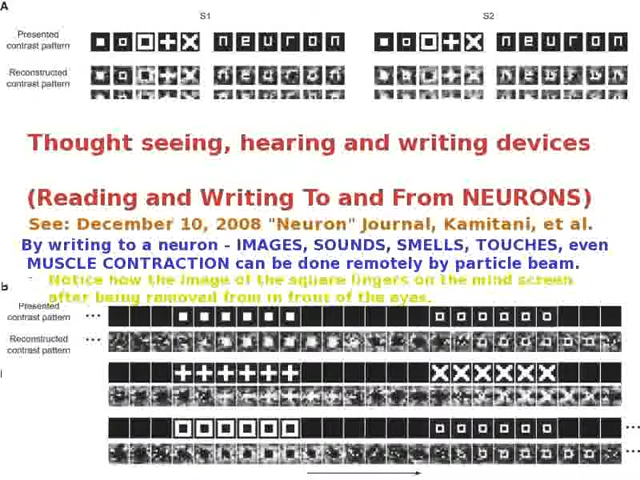 A
S1 S2
Presented
contrast pattern
neuron neuron
Reconstructed
contrast pattern
Thought seeing, hearing and writing devices
(Reading and Writing To and From NEURONS)
See: December 10, 2008 "Neuron" Journal, Kamitani, et al.
By writing to a neuron - IMAGES, SOUNDS, SMELLS, TOUCHES, even
MUSCLE CONTRACTION can be done remotely by particle beam.
Notice how the image of the square lingers on the mind screen
after being removed from in front of the eyes.
Presented
contrast pattern
Reconstructed
contrast pattern